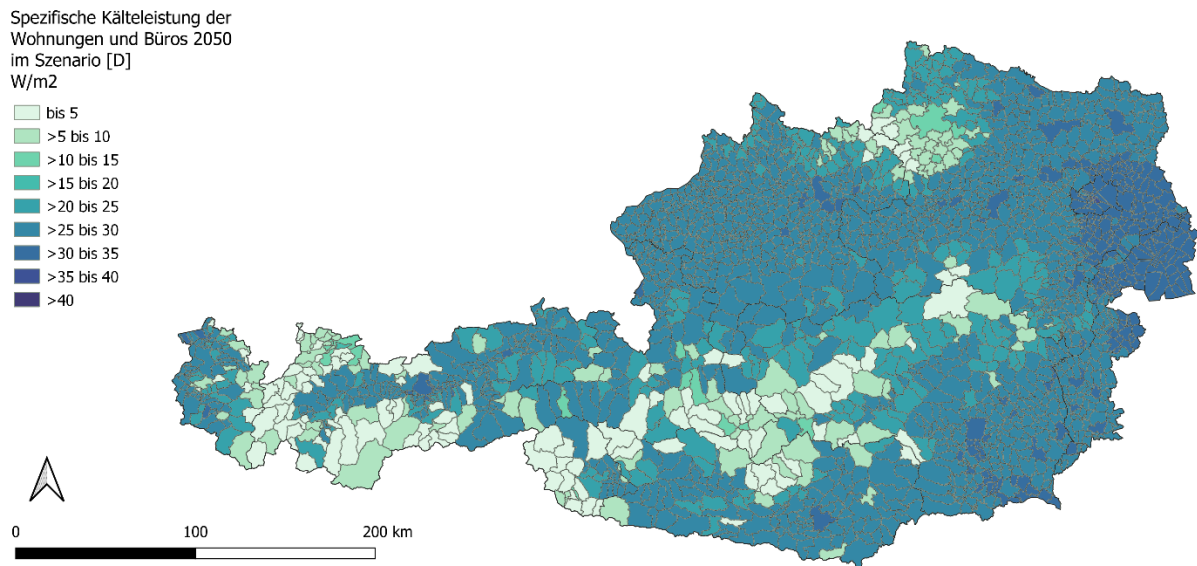 Spezifische Kälteleistung der
Wohnungen und Büros 2050
im Szenario [D]
W/m2
bis 5
>5 bis 10
>10 bis 15
>15 bis 20
>20 bis 25
>25 bis 30
>30 bis 35
>35 bis 40
>40
0 100 200 km